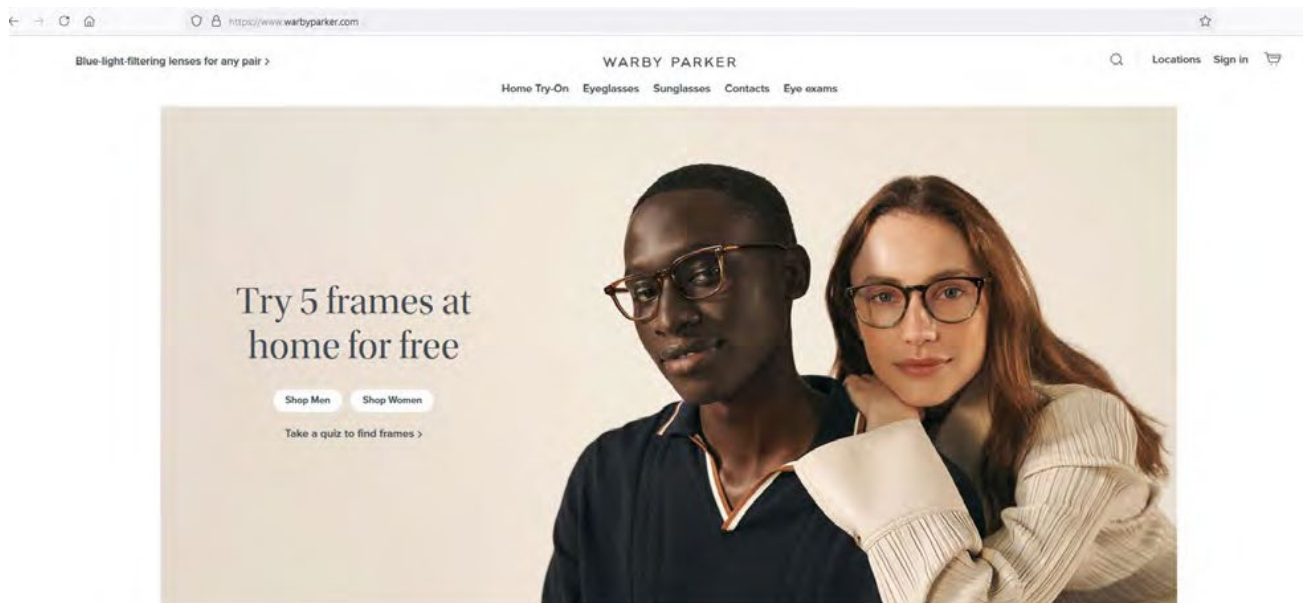 https://www.warbyparker.com
Blue-light-filtering lenses for any pair >
WARBY PARKER
Locations Sign in
Home Try-On Eyeglasses Sunglasses Contacts Eye exams
Try 5 frames at
home for free
Shop Men Shop Women
Take a quiz to find frames >